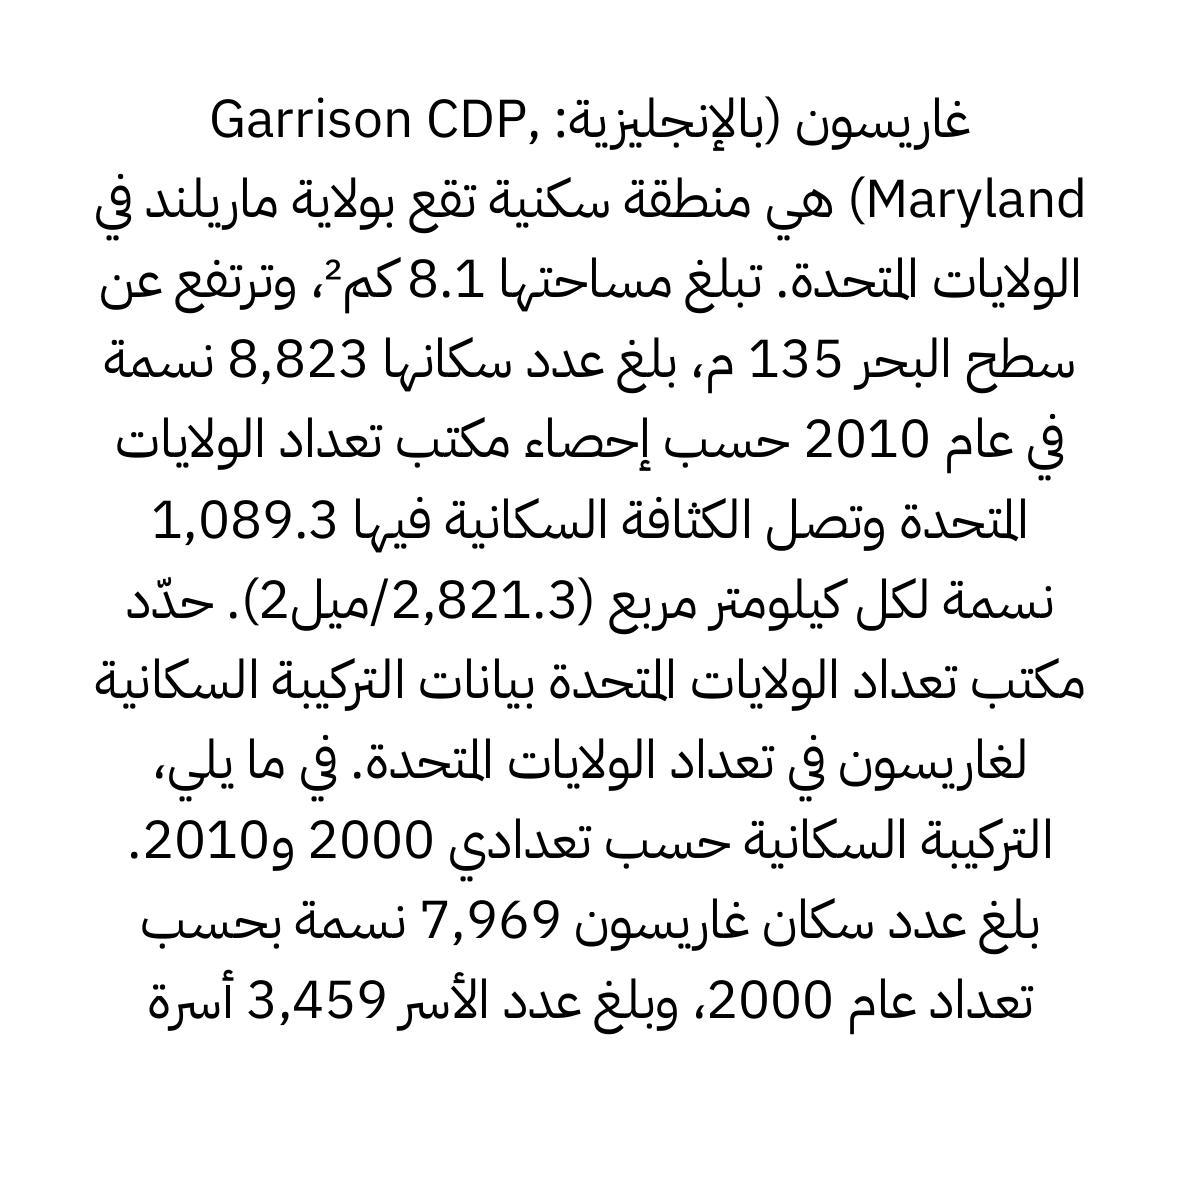 غاريسون (بالإنجليزية: Garrison CDP,
Maryland) هي منطقة سكنية تقع بولاية ماريلند في
الولايات المتحدة. تبلغ مساحتها 8.1 كم²، وترتفع عن
سطح البحر 135 م، بلغ عدد سكانها 8,823 نسمة
في عام 2010 حسب إحصاء مكتب تعداد الولايات
المتحدة وتصل الكثافة السكانية فيها 1,089.3
نسمة لكل كيلومتر مربع (2,821.3/ميل2). حدّد
مكتب تعداد الولايات المتحدة بيانات التركيبة السكانية
لغاريسون في تعداد الولايات المتحدة. في ما يلي،
التركيبة السكانية حسب تعدادي 2000 و2010.
بلغ عدد سكان غاريسون 7,969 نسمة بحسب
تعداد عام 2000، وبلغ عدد الأسر 3,459 أسرة